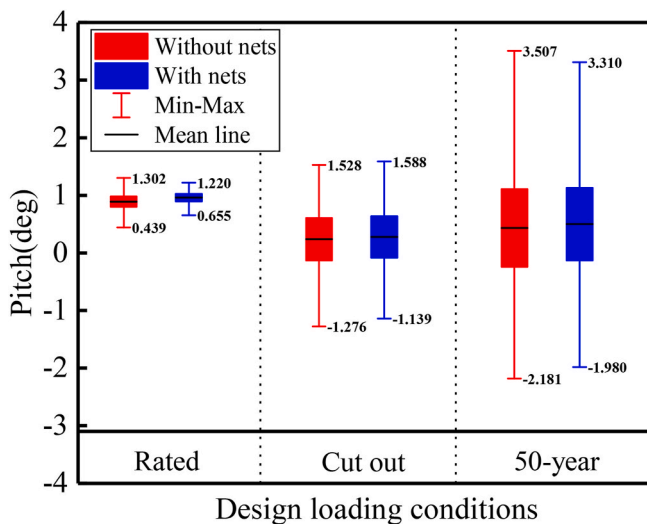 4
3
2
1
0
-1
-2
-3
-4
Pitch(deg)
Without nets
With nets
Min-Max
Mean line
1.302
0.439
1.220
0.655
1.528
-1.276
1.588
-1.139
3.507
-2.181
3.310
-1.980
Rated
Cut out
50-year
Design loading conditions